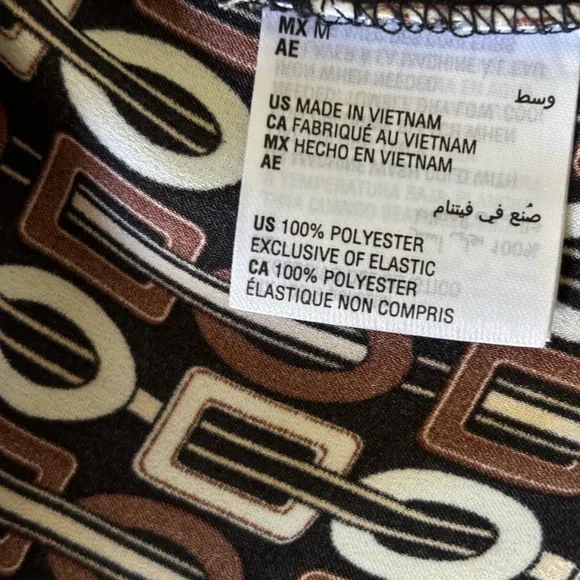 MX M
AE
وسط
US MADE IN VIETNAM
CA FABRIQUÉ AU VIETNAM
MX HECHO EN VIETNAM
AE
صُنع في فيتنام
US 100% POLYESTER
EXCLUSIVE OF ELASTIC
CA 100% POLYESTER
ÉLASTIQUE NON COMPRIS